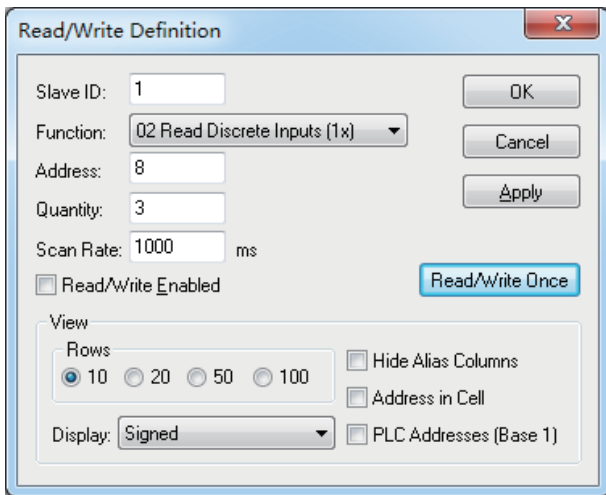 Read/Write Definition
Slave ID: 1
OK
Function: 02 Read Discrete Inputs (1x)
Cancel
Address: 8
Apply
Quantity: 3
Scan Rate: 1000 ms
Read/Write Enabled
Read/Write Once
View
Rows
10 20 50 100
Hide Alias Columns
Address in Cell
Display: Signed
PLC Addresses (Base 1)